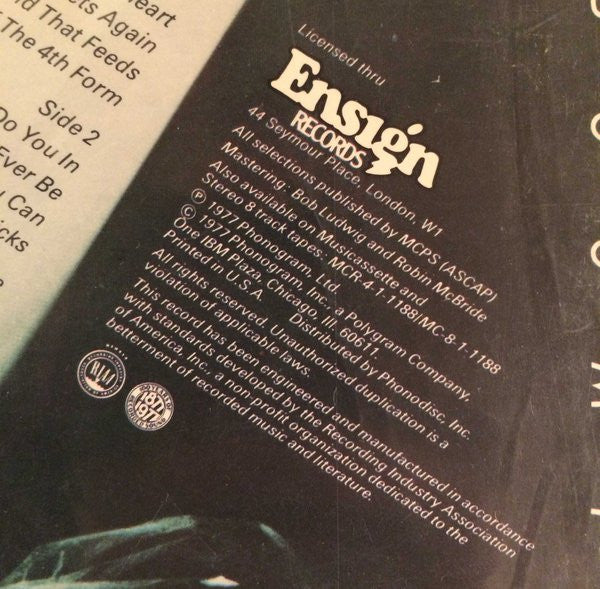 eart
ets Again
d That Feeds
The 4th Form
Side 2
Do You In
Ever Be
u Can
icks
Licensed thru
Ensign
RECORDS
44 Seymour Place, London. W1
All selections published by MCPS (ASCAP)
Mastering: Bob Ludwig and Robin McBride
Also available on Musicassette and
Stereo 8 track tapes: MCR-4-1-1188/MC-8-1-1188
Ⓟ 1977 Phonogram, Ltd.
© 1977 Phonogram, Inc., a Polygram Company.
One IBM Plaza, Chicago, Ill. 60611.
Printed in U.S.A. Distributed by Phonodisc, Inc.
All rights reserved. Unauthorized duplication is a
violation of applicable laws
This record has been engineered and manufactured in accordance
with standards developed by the Recording Industry Association
of America, Inc., a non-profit organization dedicated to the
betterment of recorded music and literature.
RIAA
1877
1977